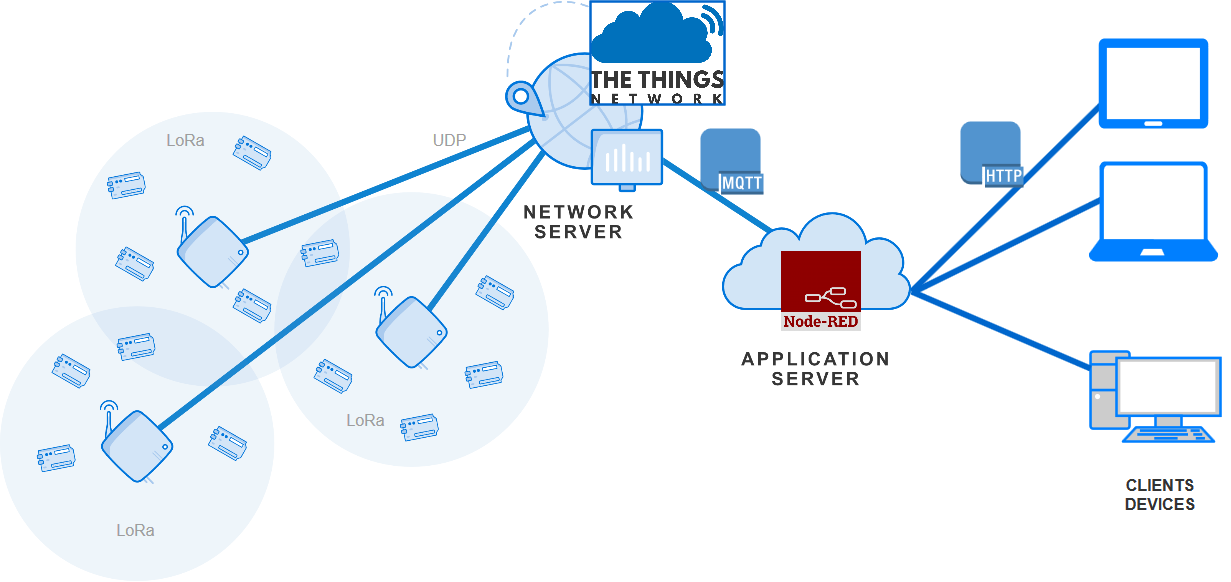 THE THINGS
NETWORK
LoRa
UDP
MQTT
HTTP
NETWORK
SERVER
Node-RED
APPLICATION
SERVER
LoRa
LoRa
CLIENTS
DEVICES